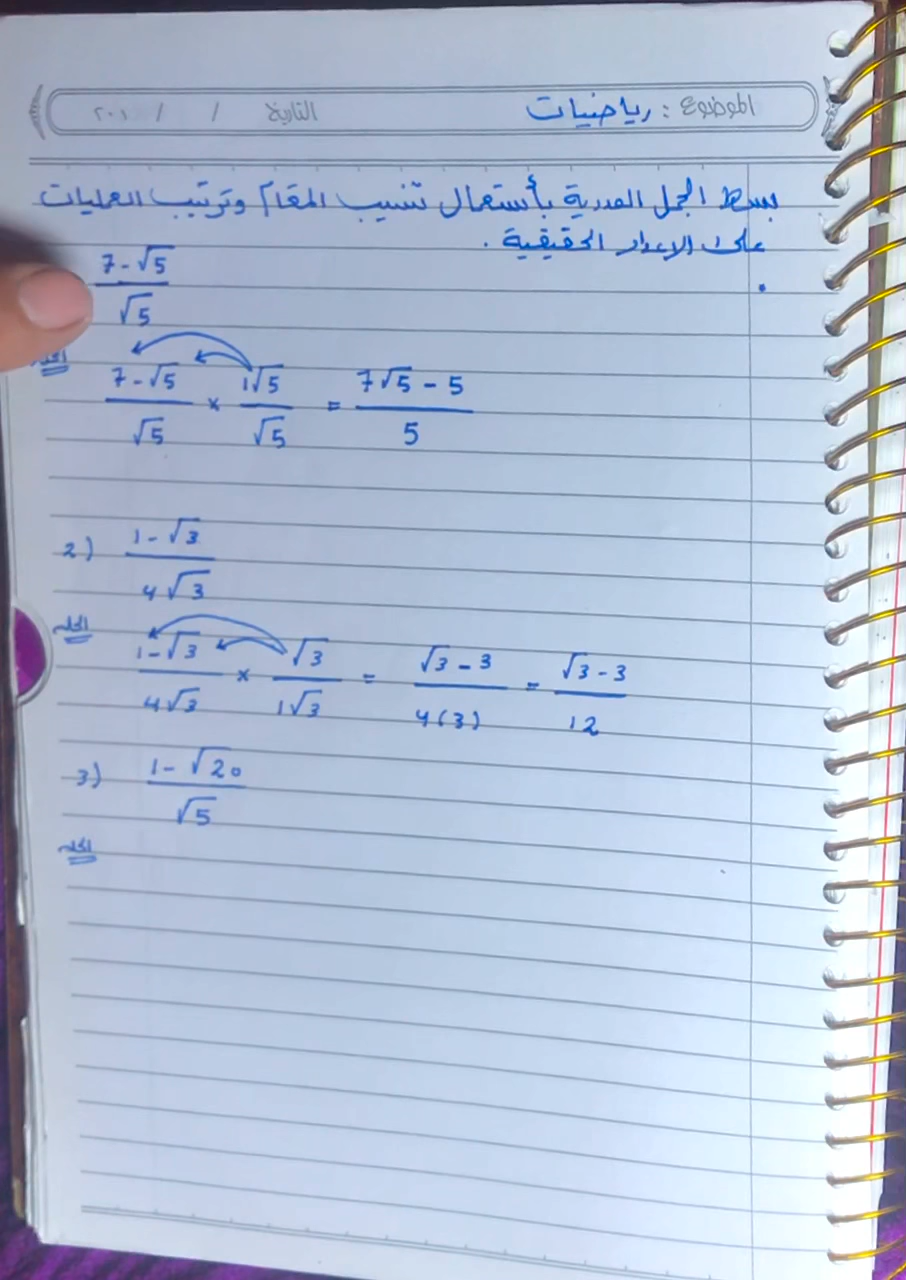 الموضوع : رياضيات التاريخ / / ٢٠١
بسط الجمل العددية بأستعمال تنسيب المقام وترتيب العمليات
على الاعداد الحقيقية .
7 - √5
√5
الحل
7 - √5 / √5 × 1√5 / √5 = 7√5 - 5 / 5
2) 1 - √3 / 4√3
الحل
1 - √3 / 4√3 × √3 / 1√3 = √3 - 3 / 4(3) = √3 - 3 / 12
3) 1 - √20 / √5
الحل